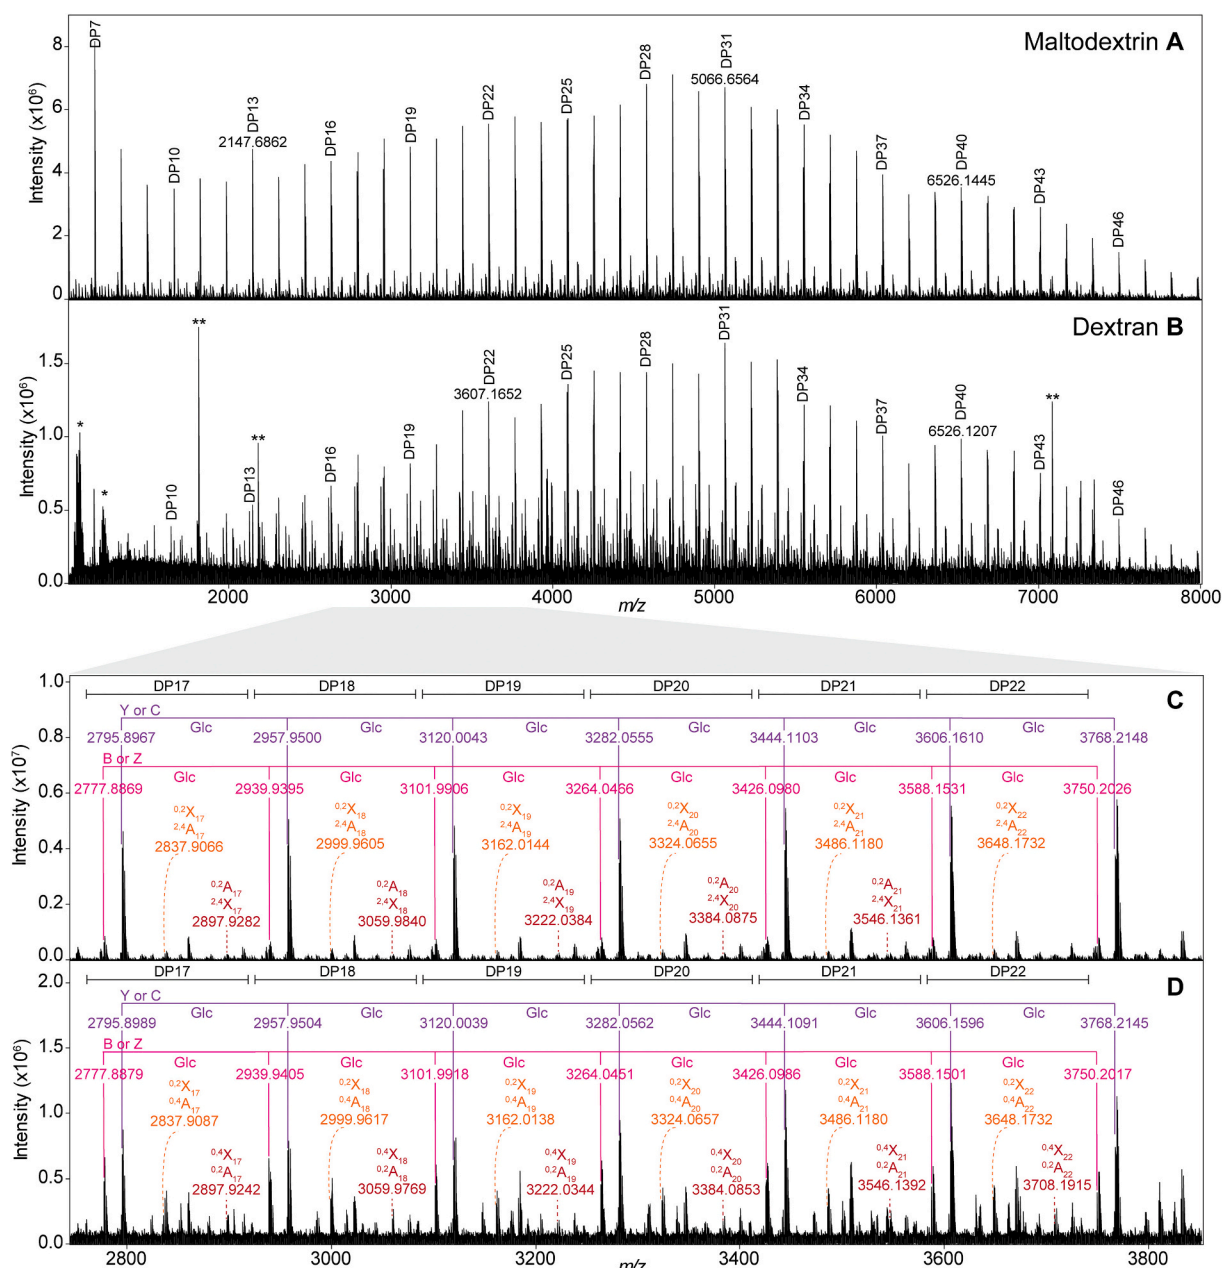 Maltodextrin A
Intensity (x10⁶)
8
6
4
2
0
DP7
DP10
DP13
2147.6862
DP16
DP19
DP22
DP25
DP28
DP31
5066.6564
DP34
DP37
DP40
6526.1445
DP43
DP46
Dextran B
Intensity (x10⁶)
1.5
1.0
0.5
0.0
*
*
**
**
DP10
DP13
DP16
DP19
DP22
3607.1652
DP25
DP28
DP31
DP34
DP37
DP40
6526.1207
DP43
**
DP46
2000 3000 4000 5000 6000 7000 8000
m/z
C
Intensity (x10⁷)
1.0
0.8
0.6
0.4
0.2
0.0
DP17 DP18 DP19 DP20 DP21 DP22
Y or C
2795.8967 Glc 2957.9500 Glc 3120.0043 Glc 3282.0555 Glc 3444.1103 Glc 3606.1610 Glc 3768.2148
B or Z
Glc Glc Glc Glc Glc Glc
2777.8869 2939.9395 3101.9906 3264.0466 3426.0980 3588.1531 3750.2026
0,2X17 0,2X18 0,2X19 0,2X20 0,2X21 0,2X22
2,4A17 2,4A18 2,4A19 2,4A20 2,4A21 2,4A22
2837.9066 2999.9605 3162.0144 3324.0655 3486.1180 3648.1732
0,2A17 0,2A18 0,2A19 0,2A20 0,2A21
2,4X17 2,4X18 2,4X19 2,4X20 2,4X21
2897.9282 3059.9840 3222.0384 3384.0875 3546.1361
D
Intensity (x10⁶)
2.0
1.5
1.0
0.5
0.0
DP17 DP18 DP19 DP20 DP21 DP22
Y or C
2795.8989 Glc 2957.9504 Glc 3120.0039 Glc 3282.0562 Glc 3444.1091 Glc 3606.1596 Glc 3768.2145
B or Z
Glc Glc Glc Glc Glc Glc
2777.8879 2939.9405 3101.9918 3264.0451 3426.0986 3588.1501 3750.2017
0,2X17 0,2X18 0,2X19 0,2X20 0,2X21 0,2X22
0,4A17 0,4A18 0,4A19 0,4A20 0,4A21 0,4A22
2837.9087 2999.9617 3162.0138 3324.0657 3486.1180 3648.1732
0,4X17 0,4X18 0,4X19 0,4X20 0,4X21 0,4X22
0,2A17 0,2A18 0,2A19 0,2A20 0,2A21 0,2A22
2897.9242 3059.9769 3222.0344 3384.0853 3546.1392 3708.1915
2800 3000 3200 3400 3600 3800
m/z